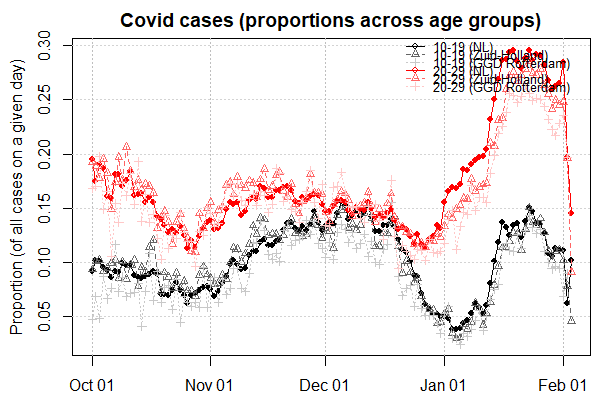 Covid cases (proportions across age groups)
Proportion (of all cases on a given day)
0.30
0.25
0.20
0.15
0.10
0.05
10-19 (NL)
10-19 (Zuid-Holland)
10-19 (GGD Rotterdam)
20-29 (NL)
20-29 (Zuid-Holland)
20-29 (GGD Rotterdam)
Oct 01
Nov 01
Dec 01
Jan 01
Feb 01